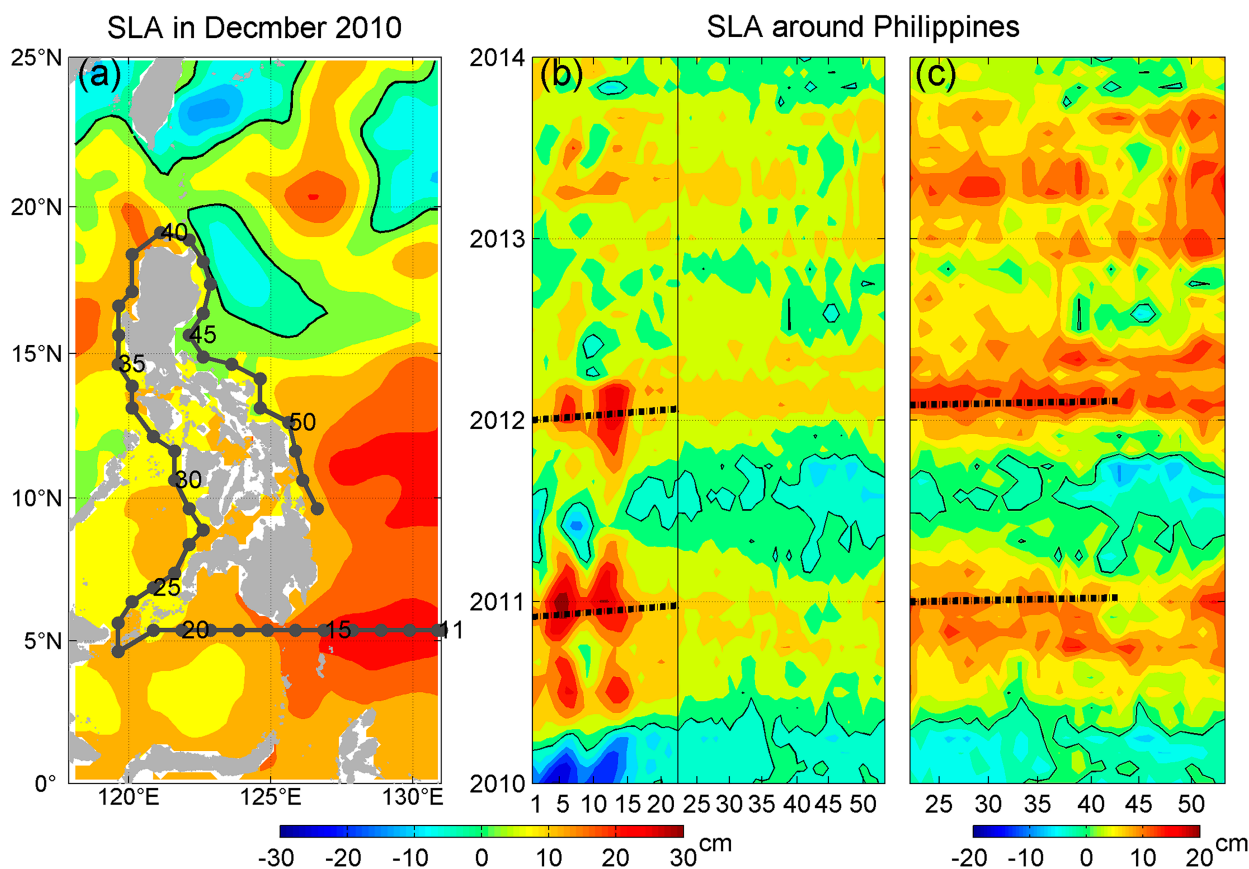 SLA in Decmber 2010
SLA around Philippines
(a)
25°N
20°N
15°N
10°N
5°N
0°
120°E
125°E
130°E
40
45
35
50
30
25
20
15
11
(b)
2014
2013
2012
2011
2010
1 5 10 15 20 25 30 35 40 45 50
(c)
25 30 35 40 45 50
-30 -20 -10 0 10 20 30 cm
-20 -10 0 10 20 cm